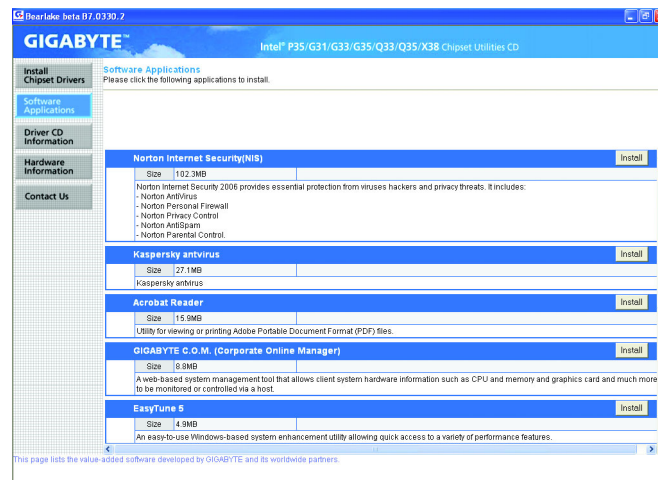 Bearlake beta B7.0330.2
GIGABYTE™
Intel® P35/G31/G33/G35/Q33/Q35/X38 Chipset Utilities CD
Install
Chipset Drivers
Software
Applications
Driver CD
Information
Hardware
Information
Contact Us
Software Applications
Please click the following applications to install.
Norton Internet Security(NIS)
Install
Size 102.3MB
Norton Internet Security 2006 provides essential protection from viruses hackers and privacy threats. It includes:
- Norton AntiVirus
- Norton Personal Firewall
- Norton Privacy Control
- Norton AntiSpam
- Norton Parental Control.
Kaspersky antvirus
Install
Size 27.1MB
Kaspersky antvirus
Acrobat Reader
Install
Size 15.9MB
Utility for viewing or printing Adobe Portable Document Format (PDF) files.
GIGABYTE C.O.M. (Corporate Online Manager)
Install
Size 8.8MB
A web-based system management tool that allows client system hardware information such as CPU and memory and graphics card and much more
to be monitored or controlled via a host.
EasyTune 5
Install
Size 4.9MB
An easy-to-use Windows-based system enhancement utility allowing quick access to a variety of performance features.
This page lists the value-added software developed by GIGABYTE and its worldwide partners.